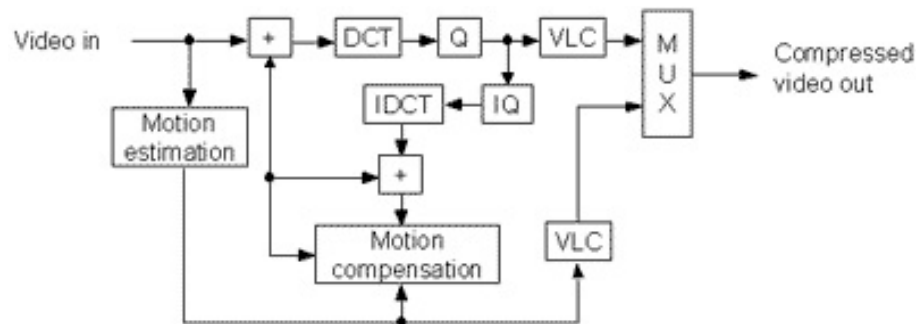 Video in
+
DCT
Q
VLC
M
U
X
Compressed
video out
IDCT
IQ
Motion
estimation
+
Motion
compensation
VLC